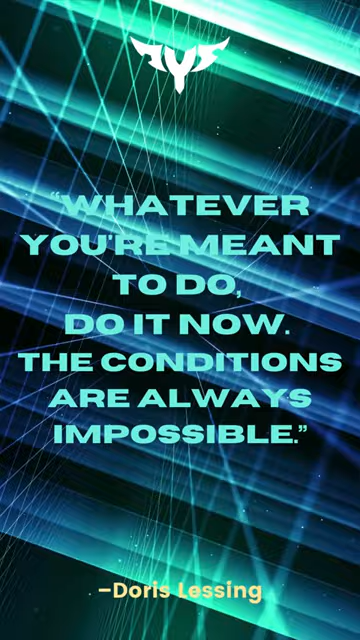 “WHATEVER
YOU'RE MEANT
TO DO,
DO IT NOW.
THE CONDITIONS
ARE ALWAYS
IMPOSSIBLE.”
–Doris Lessing